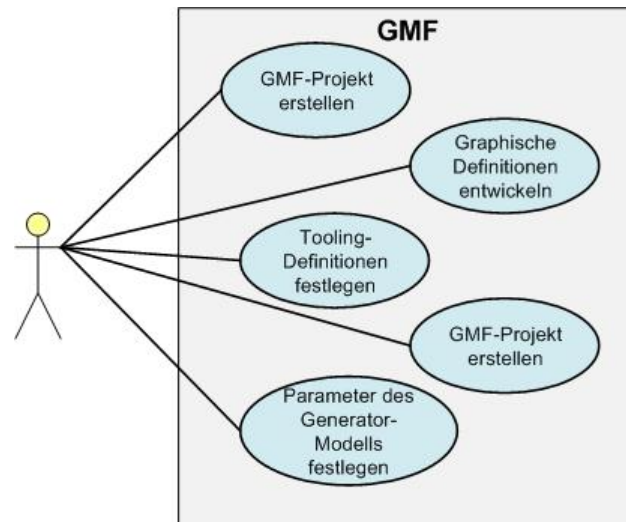 GMF
GMF-Projekt
erstellen
Graphische
Definitionen
entwickeln
Tooling-
Definitionen
festlegen
GMF-Projekt
erstellen
Parameter des
Generator-
Modells
festlegen